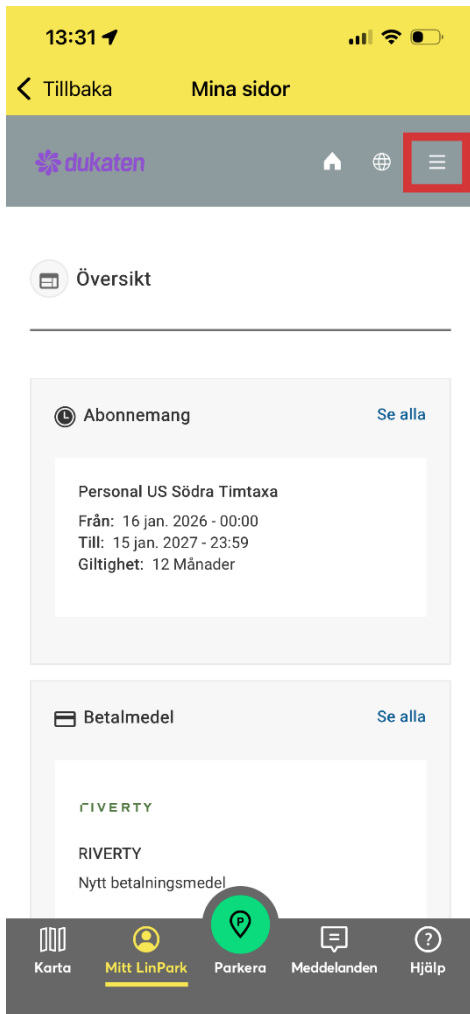 13:31
Tillbaka
Mina sidor
dukaten
Översikt
Abonnemang
Se alla
Personal US Södra Timtaxa
Från: 16 jan. 2026 - 00:00
Till: 15 jan. 2027 - 23:59
Giltighet: 12 Månader
Betalmedel
Se alla
RIVERTY
RIVERTY
Nytt betalningsmedel
P
Karta
Mitt LinPark
Parkera
Meddelanden
Hjälp